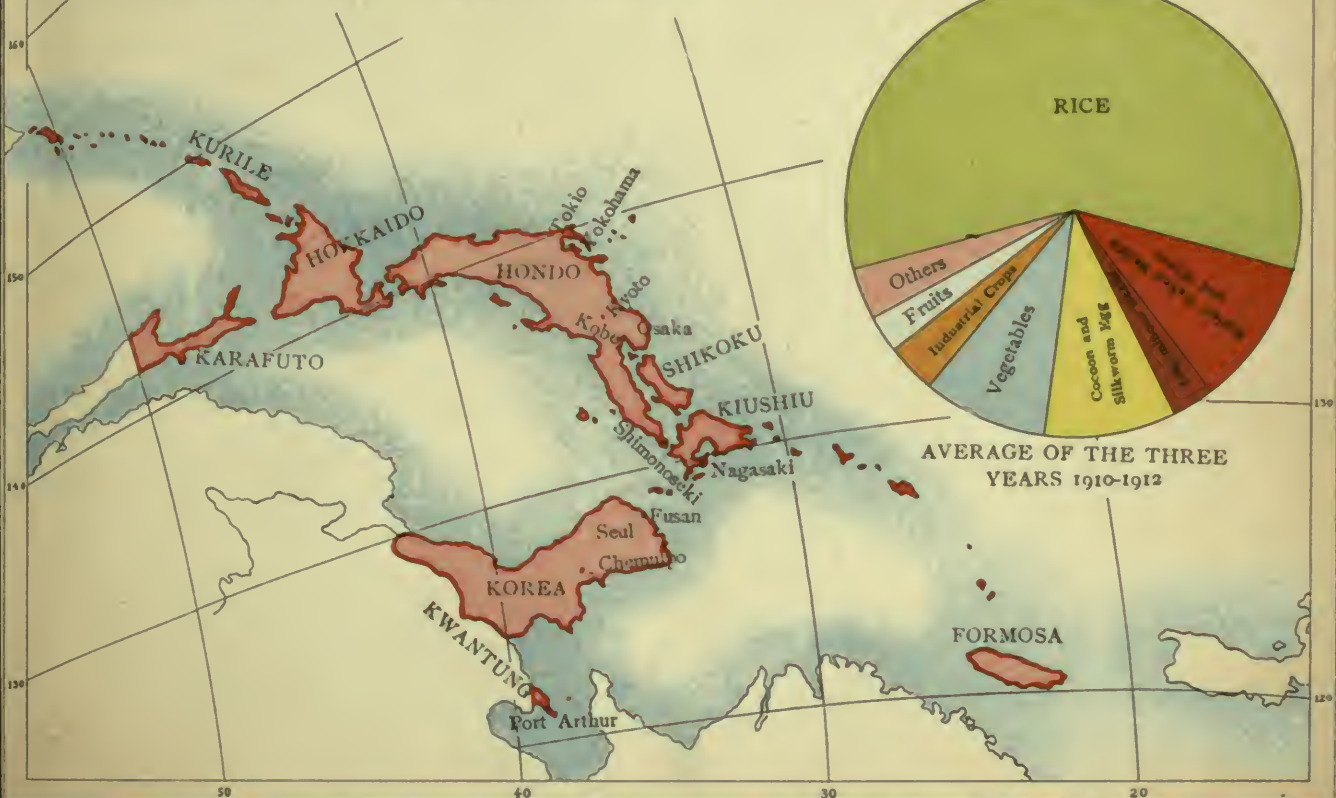 160
KURILE
HOKKAIDO
Tokio
Yokohama
150
HONDO
Kyoto
Kobe
Osaka
KARAFUTO
SHIKOKU
KIUSHIU
Shimonoseki
Nagasaki
140
Fusan
Seul
Chemulpo
KOREA
KWANTUNG
Port Arthur
FORMOSA
130
50
40
30
20
130
120
RICE
Others
Fruits
Industrial Crops
Vegetables
Cocoon and
Silkworm Egg
AVERAGE OF THE THREE
YEARS 1910-1912